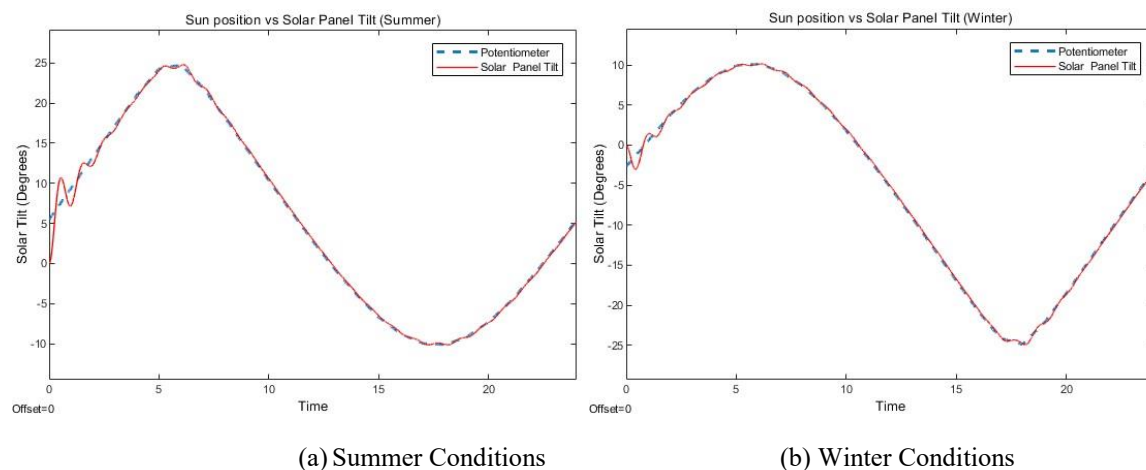 Sun position vs Solar Panel Tilt (Summer)
Potentiometer
Solar Panel Tilt
Solar Tilt (Degrees)
25
20
15
10
5
0
-5
-10
0
5
10
15
20
Offset=0
Time
Sun position vs Solar Panel Tilt (Winter)
Potentiometer
Solar Panel Tilt
Solar Tilt (Degrees)
10
5
0
-5
-10
-15
-20
-25
0
5
10
15
20
Offset=0
Time
(a) Summer Conditions
(b) Winter Conditions